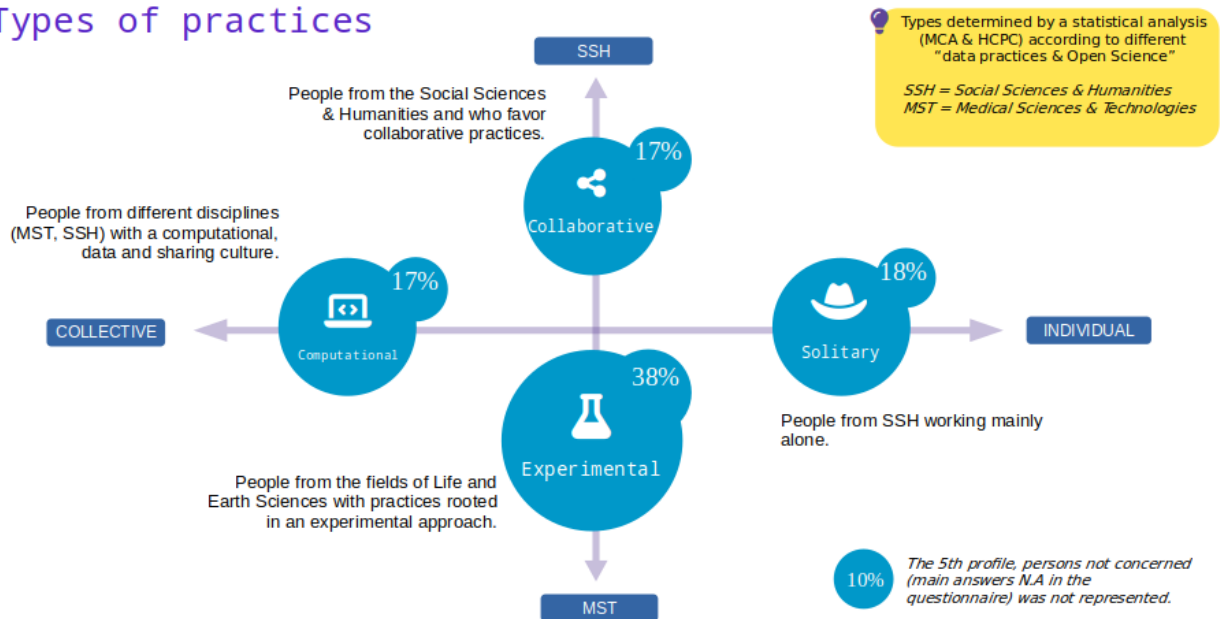 Types of practices
Types determined by a statistical analysis
(MCA & HCPC) according to different
“data practices & Open Science”
SSH = Social Sciences & Humanities
MST = Medical Sciences & Technologies
SSH
People from the Social Sciences
& Humanities and who favor
collaborative practices.
17%
Collaborative
People from different disciplines
(MST, SSH) with a computational,
data and sharing culture.
17%
Computational
18%
Solitary
COLLECTIVE
INDIVIDUAL
38%
Experimental
People from SSH working mainly
alone.
People from the fields of Life and
Earth Sciences with practices rooted
in an experimental approach.
10%
The 5th profile, persons not concerned
(main answers N.A in the
questionnaire) was not represented.
MST